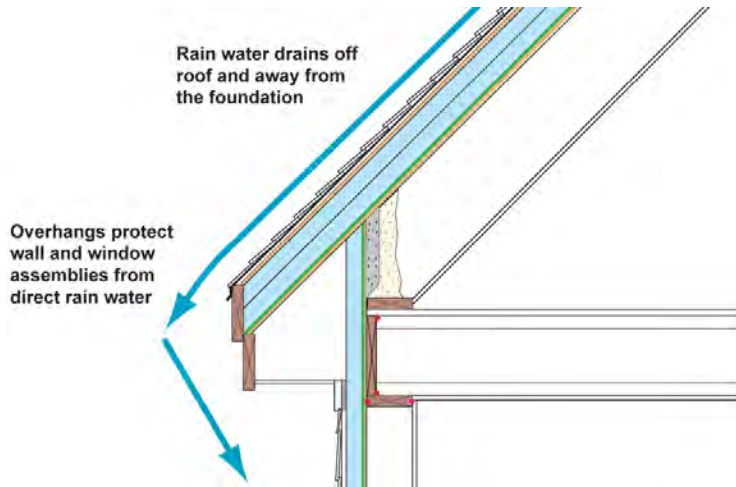 Rain water drains off
roof and away from
the foundation
Overhangs protect
wall and window
assemblies from
direct rain water